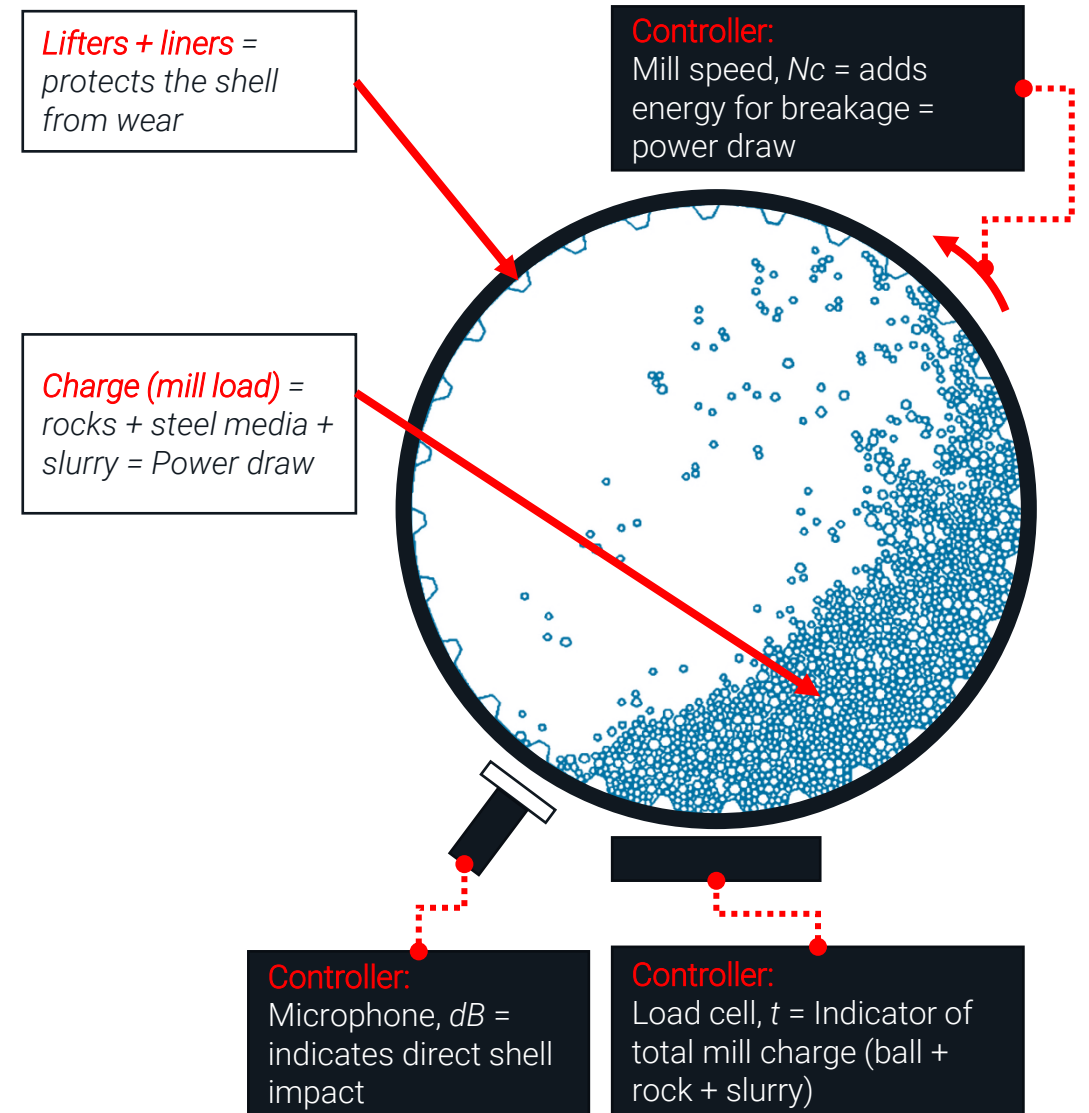 Lifters + liners =
protects the shell
from wear
Controller:
Mill speed, Nc = adds
energy for breakage =
power draw
Charge (mill load) =
rocks + steel media +
slurry = Power draw
Controller:
Microphone, dB =
indicates direct shell
impact
Controller:
Load cell, t = Indicator of
total mill charge (ball +
rock + slurry)